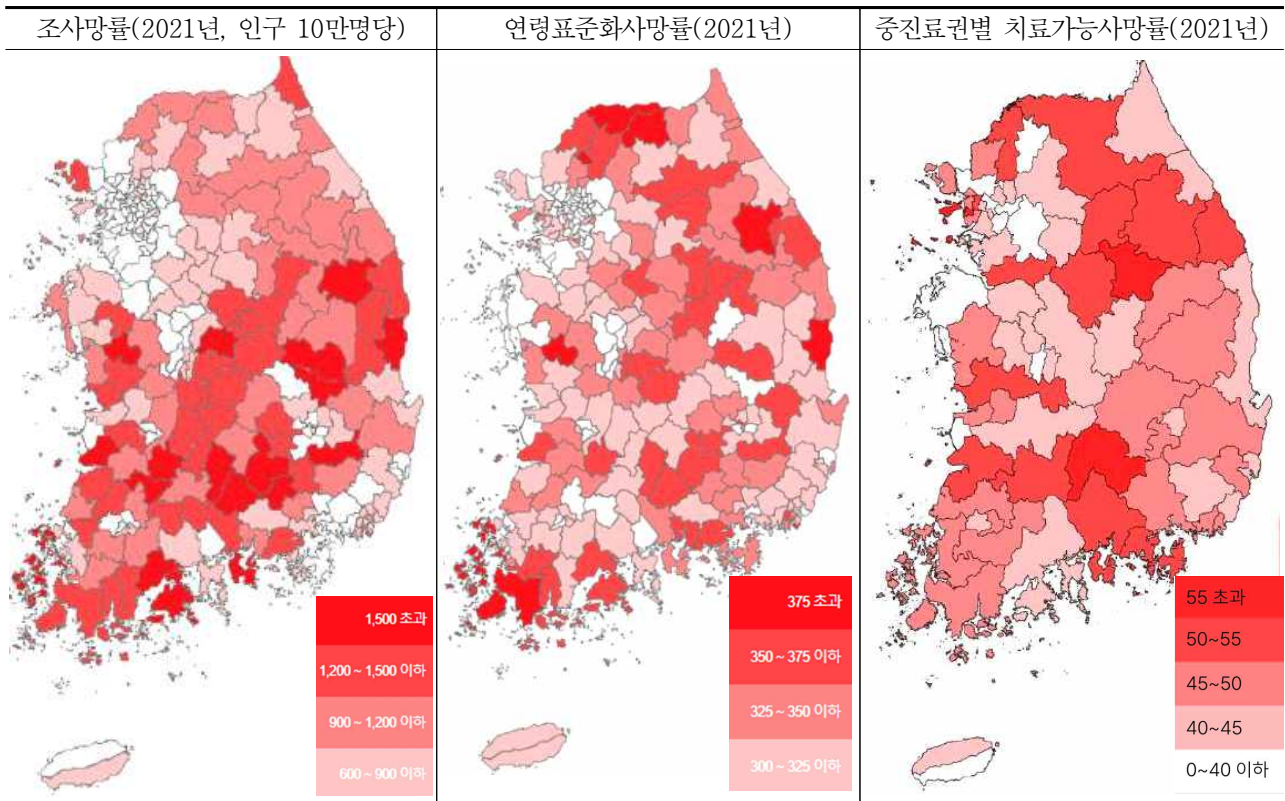 조사망률(2021년, 인구 10만명당)
연령표준화사망률(2021년)
중진료권별 치료가능사망률(2021년)
1,500 초과
1,200 ~ 1,500 이하
900 ~ 1,200 이하
600 ~ 900 이하
375 초과
350 ~ 375 이하
325 ~ 350 이하
300 ~ 325 이하
55 초과
50~55
45~50
40~45
0~40 이하